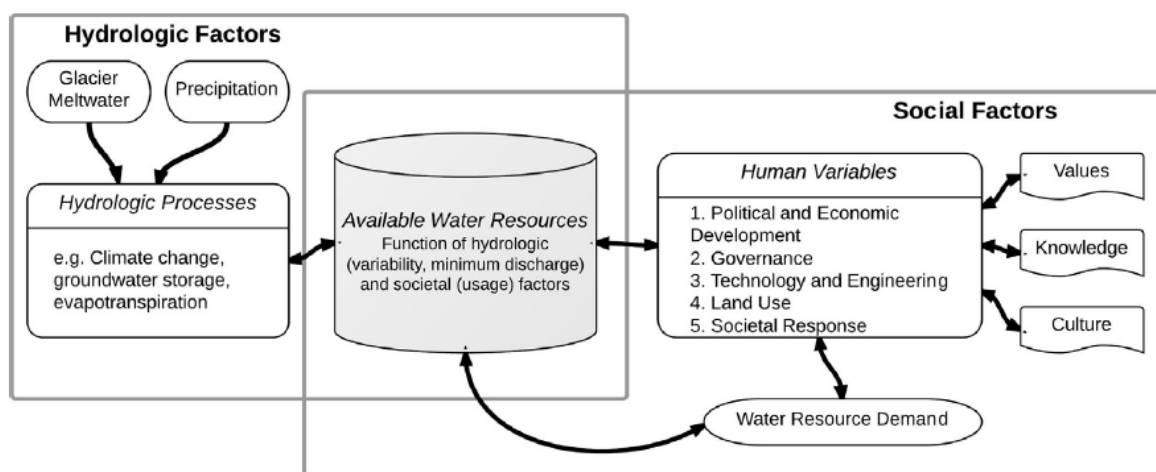 Hydrologic Factors
Glacier
Meltwater
Precipitation
Hydrologic Processes
e.g. Climate change,
groundwater storage,
evapotranspiration
Available Water Resources
Function of hydrologic
(variability, minimum discharge)
and societal (usage) factors
Social Factors
Human Variables
1. Political and Economic
Development
2. Governance
3. Technology and Engineering
4. Land Use
5. Societal Response
Values
Knowledge
Culture
Water Resource Demand